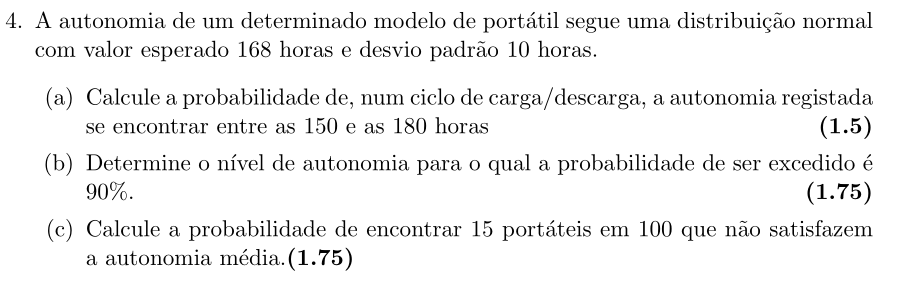 4. A autonomia de um determinado modelo de portátil segue uma distribuição normal
com valor esperado 168 horas e desvio padrão 10 horas.
(a) Calcule a probabilidade de, num ciclo de carga/descarga, a autonomia registada
se encontrar entre as 150 e as 180 horas (1.5)
(b) Determine o nível de autonomia para o qual a probabilidade de ser excedido é
90%. (1.75)
(c) Calcule a probabilidade de encontrar 15 portáteis em 100 que não satisfazem
a autonomia média.(1.75)